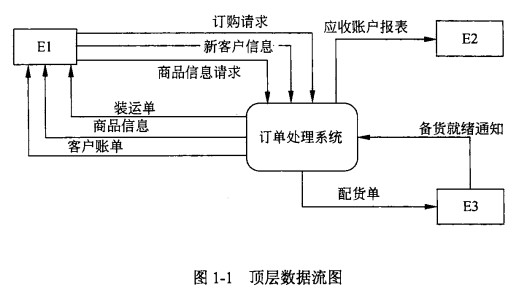 订购请求
应收账户报表
E1
新客户信息
E2
商品信息请求
装运单
商品信息
订单处理系统
备货就绪通知
客户账单
配货单
E3
图 1-1 顶层数据流图